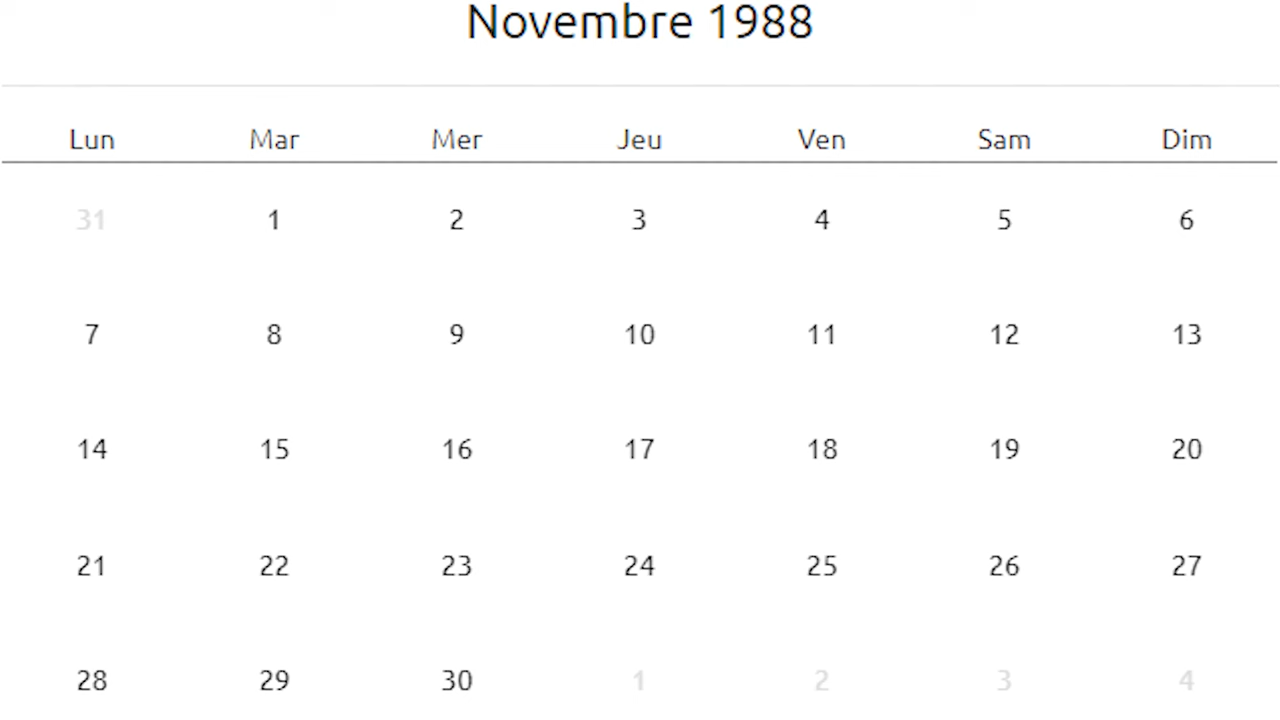 Novembre 1988
Lun Mar Mer Jeu Ven Sam Dim
31 1 2 3 4 5 6
7 8 9 10 11 12 13
14 15 16 17 18 19 20
21 22 23 24 25 26 27
28 29 30 1 2 3 4